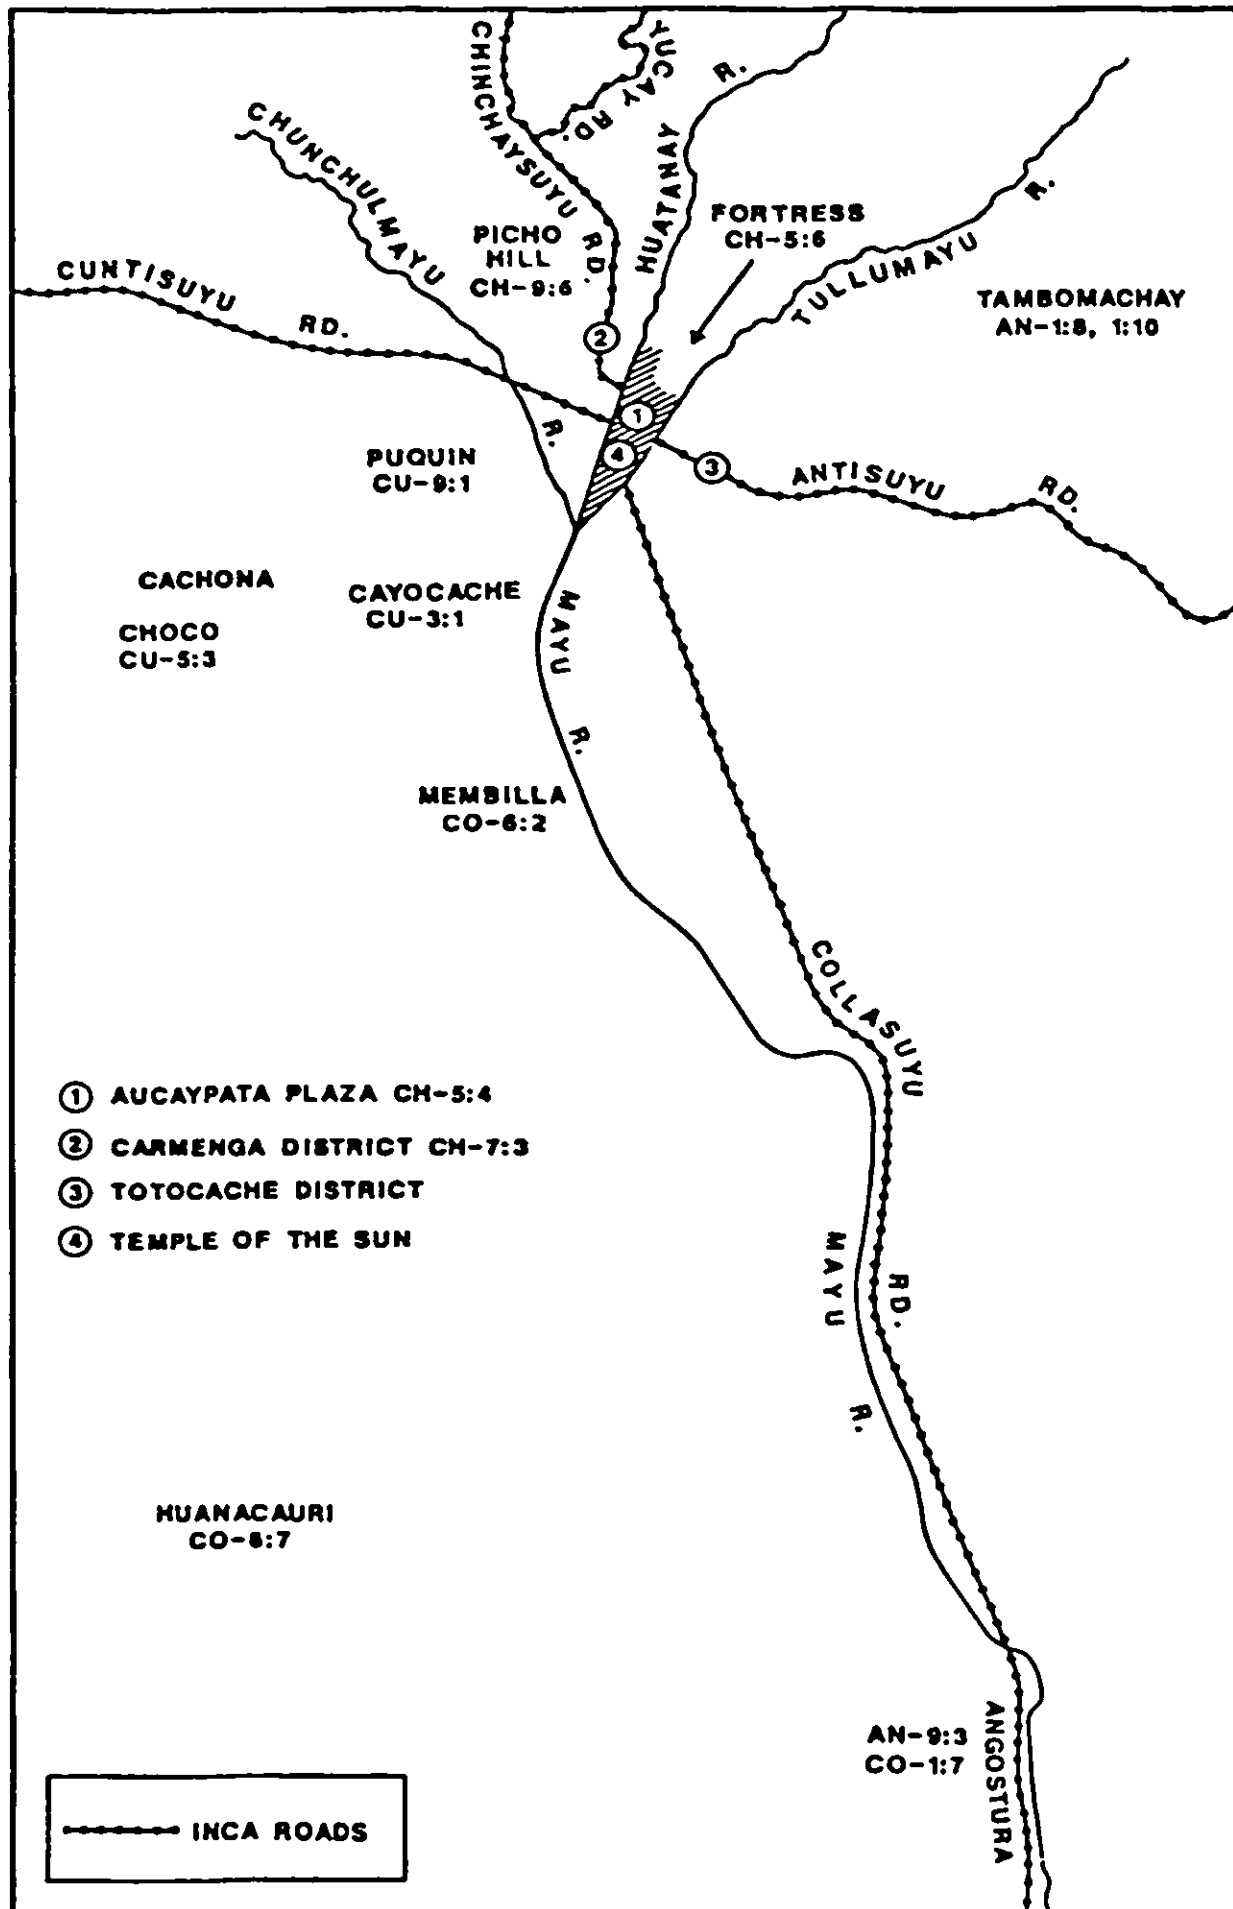 CHINCHAYSUYU RD.
YUCAY RD.
HUATANAY R.
CHUNCHULMAYU R.
TULLUMAYU R.
FORTRESS
CH-5:6
PICHO
HILL
CH-9:6
CUNTISUYU RD.
TAMBOMACHAY
AN-1:8, 1:10
2
1
4
3
ANTISUYU RD.
PUQUIN
CU-9:1
CACHONA
CAYOCACHE
CU-3:1
CHOCO
CU-5:3
MAYU R.
MEMBILLA
CO-6:2
COLLASUYU RD.
1 AUCAYPATA PLAZA CH-5:4
2 CARMENGA DISTRICT CH-7:3
3 TOTOCACHE DISTRICT
4 TEMPLE OF THE SUN
MAYU R.
HUANACAURI
CO-6:7
AN-9:3
CO-1:7
ANGOSTURA
INCA ROADS